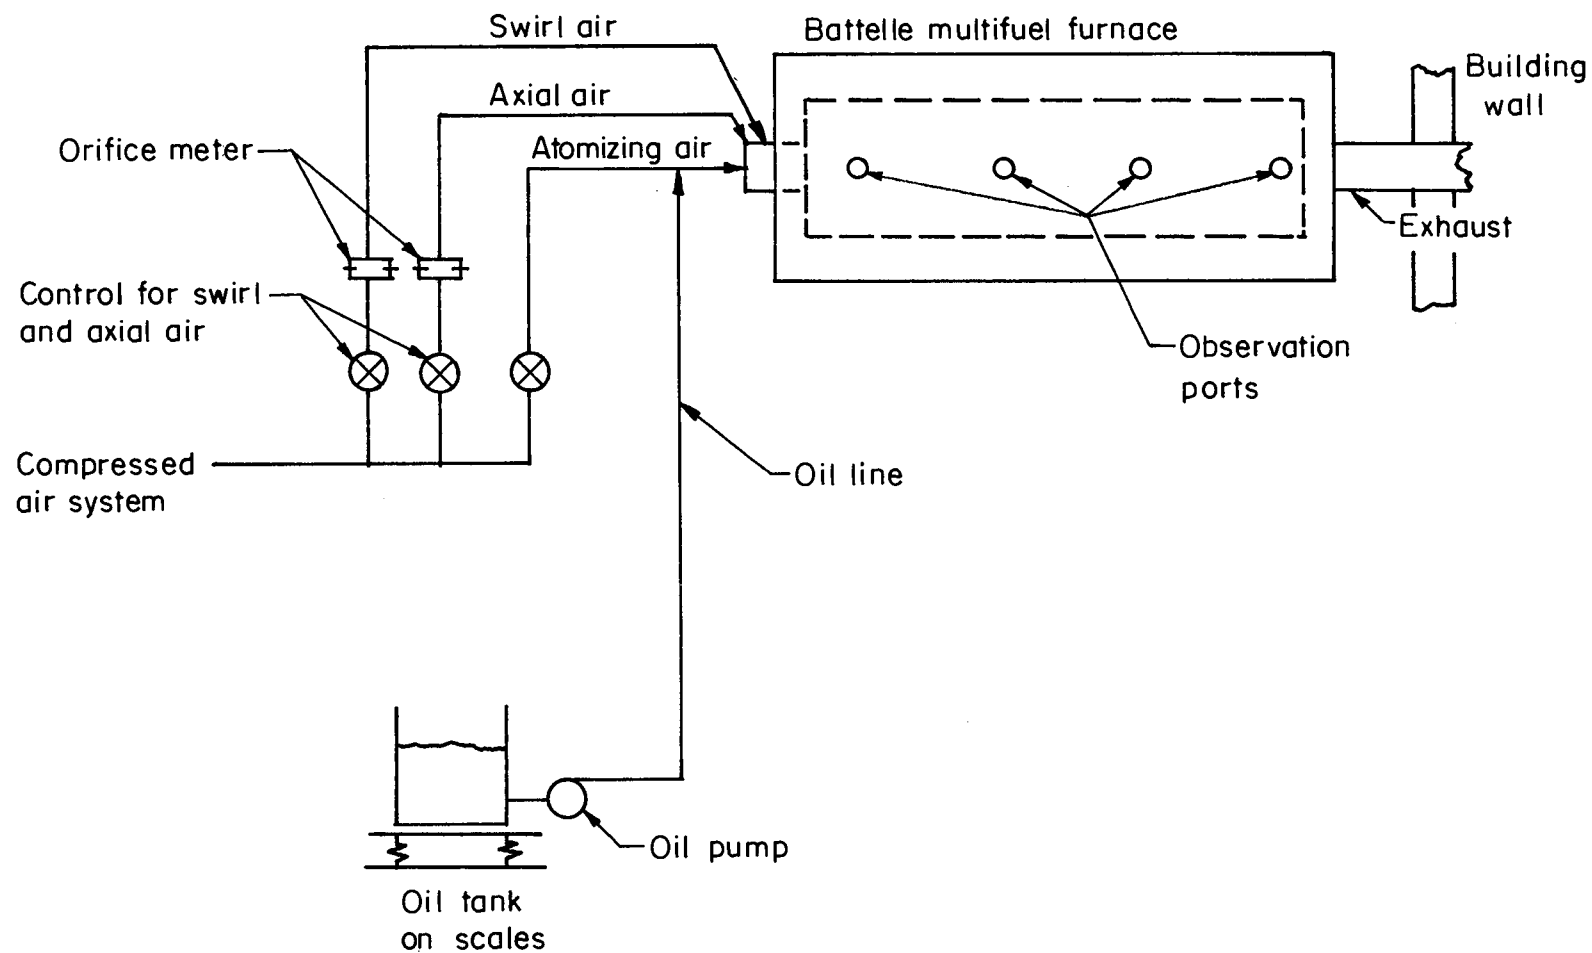 Swirl air
Battelle multifuel furnace
Building
wall
Axial air
Orifice meter
Atomizing air
Exhaust
Control for swirl
and axial air
Observation
ports
Compressed
air system
Oil line
Oil pump
Oil tank
on scales